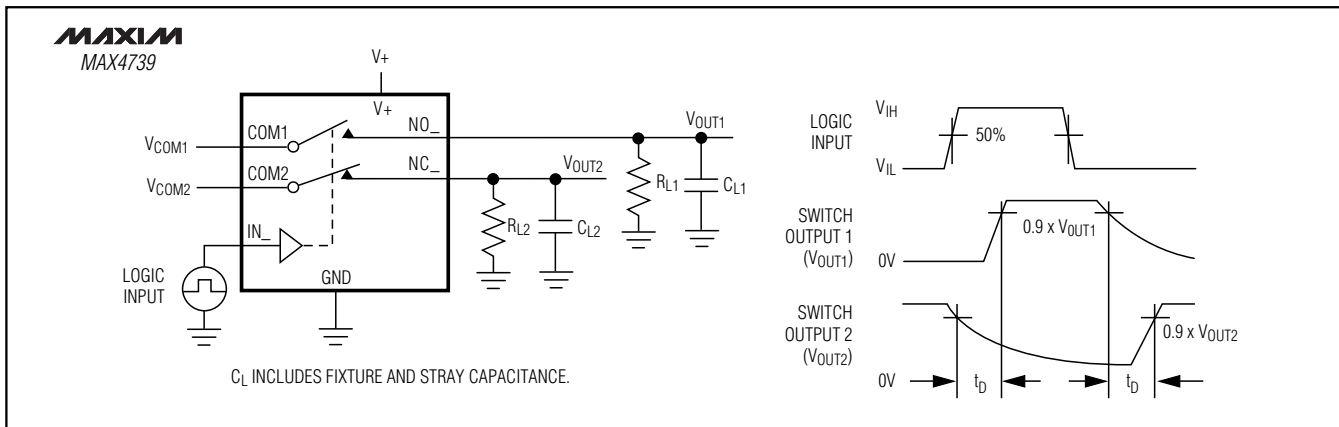 MAXIM
MAX4739
V+
V+
COM1
NO_
VOUT1
VCOM1
COM2
NC_
VOUT2
VCOM2
RL1
CL1
RL2
CL2
IN_
LOGIC
INPUT
GND
CL INCLUDES FIXTURE AND STRAY CAPACITANCE.
LOGIC
INPUT
VIH
50%
VIL
SWITCH
OUTPUT 1
(VOUT1)
0.9 x VOUT1
0V
SWITCH
OUTPUT 2
(VOUT2)
0.9 x VOUT2
0V
tD
tD